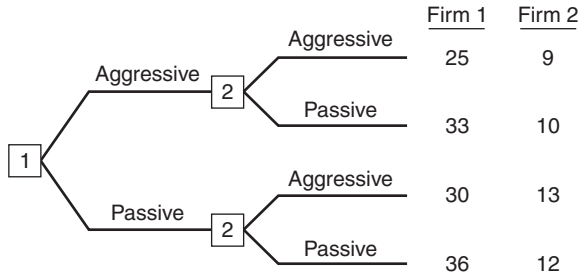 Firm 1 Firm 2
Aggressive 25 9
Aggressive
2
Passive 33 10
1
Aggressive 30 13
Passive
2
Passive 36 12